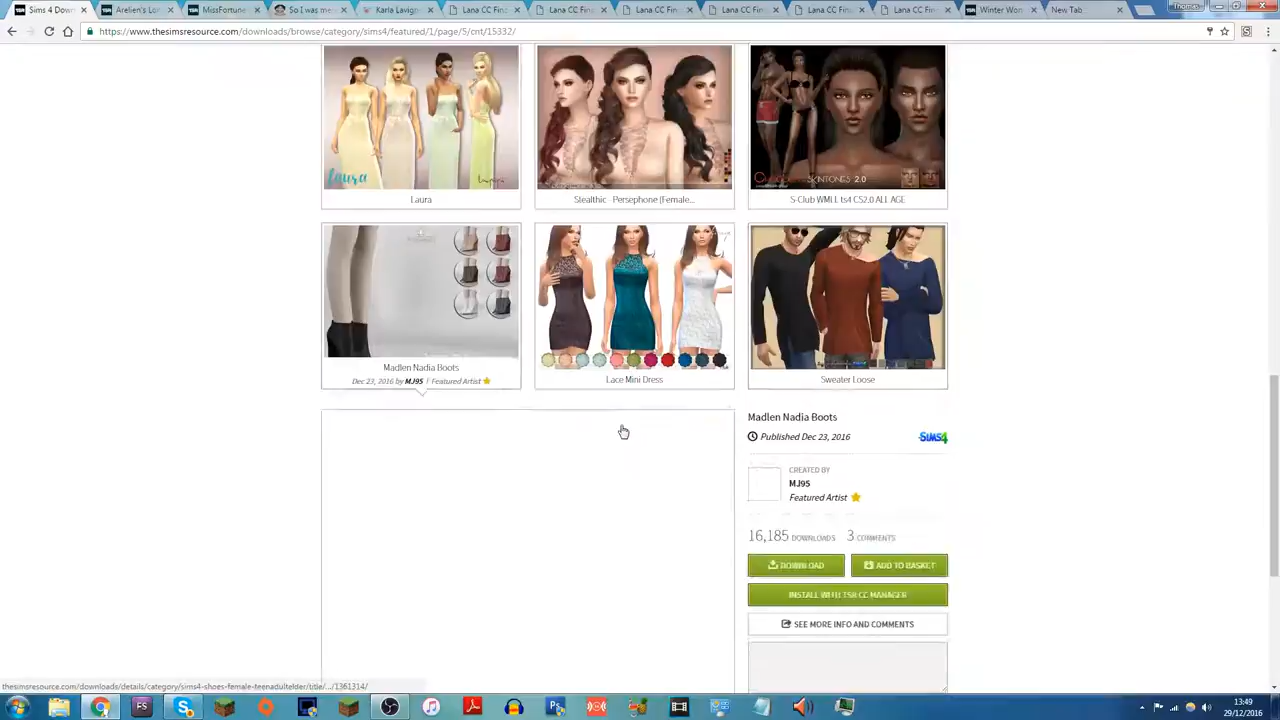 Sims 4 Down
Arelien's Lon
MissFortune
So I was me
Karla Lavign
Lana CC Fin
Lana CC Fin
Lana CC Fin
Lana CC Fin
Lana CC Fin
Lana CC Fin
Winter Won
New Tab
Thomas
https://www.thesimsresource.com/downloads/browse/category/sims4/featured/1/page/5/cnt/15332/
laura
SKINTONES 2.0
Laura
Stealthic Persephone (Female...
S-Club WMLL ts4 CS2.0 ALL AGE
Madlen Nadia Boots
Dec 23, 2016 by MJ95 | Featured Artist
Lace Mini Dress
Sweater Loose
Madlen Nadia Boots
Published Dec 23, 2016
SIMS4
CREATED BY
MJ95
Featured Artist
16,185 DOWNLOADS 3 COMMENTS
DOWNLOAD
ADD TO BASKET
INSTALL WITH TSR CC MANAGER
SEE MORE INFO AND COMMENTS
thesimsresource.com/downloads/details/category/sims4-shoes-female-teenadultelder/title/.../1361314/
FS
Ps
13:49
29/12/2016